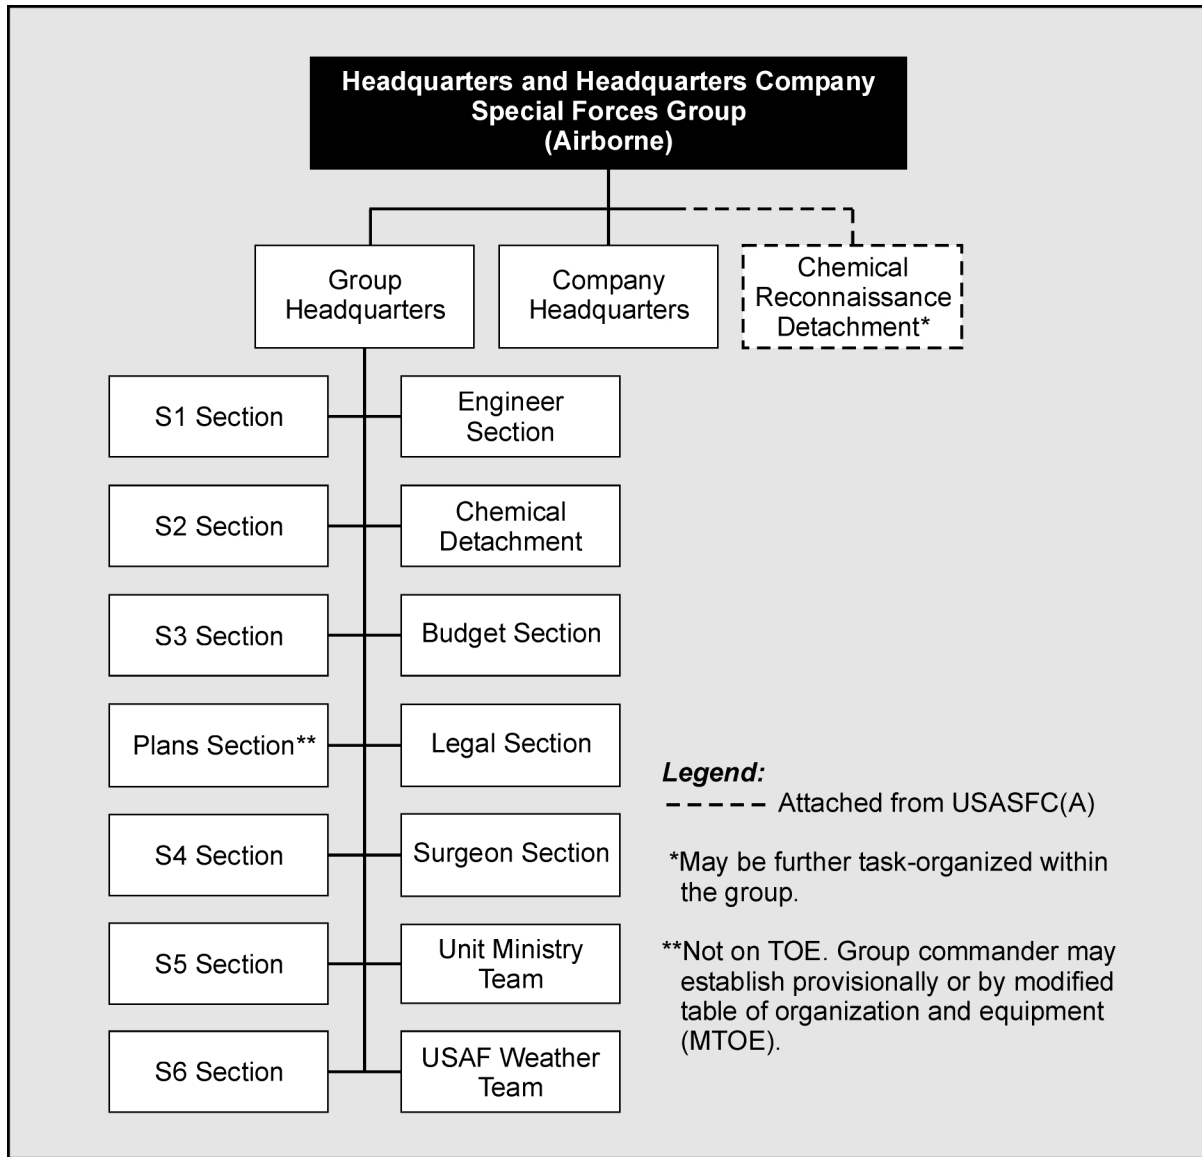 Headquarters and Headquarters Company
Special Forces Group
(Airborne)
Group
Headquarters
Company
Headquarters
Chemical
Reconnaissance
Detachment*
S1 Section
Engineer
Section
S2 Section
Chemical
Detachment
S3 Section
Budget Section
Plans Section**
Legal Section
S4 Section
Surgeon Section
S5 Section
Unit Ministry
Team
S6 Section
USAF Weather
Team
Legend:
Attached from USASFC(A)
*May be further task-organized within
the group.
**Not on TOE. Group commander may
establish provisionally or by modified
table of organization and equipment
(MTOE).